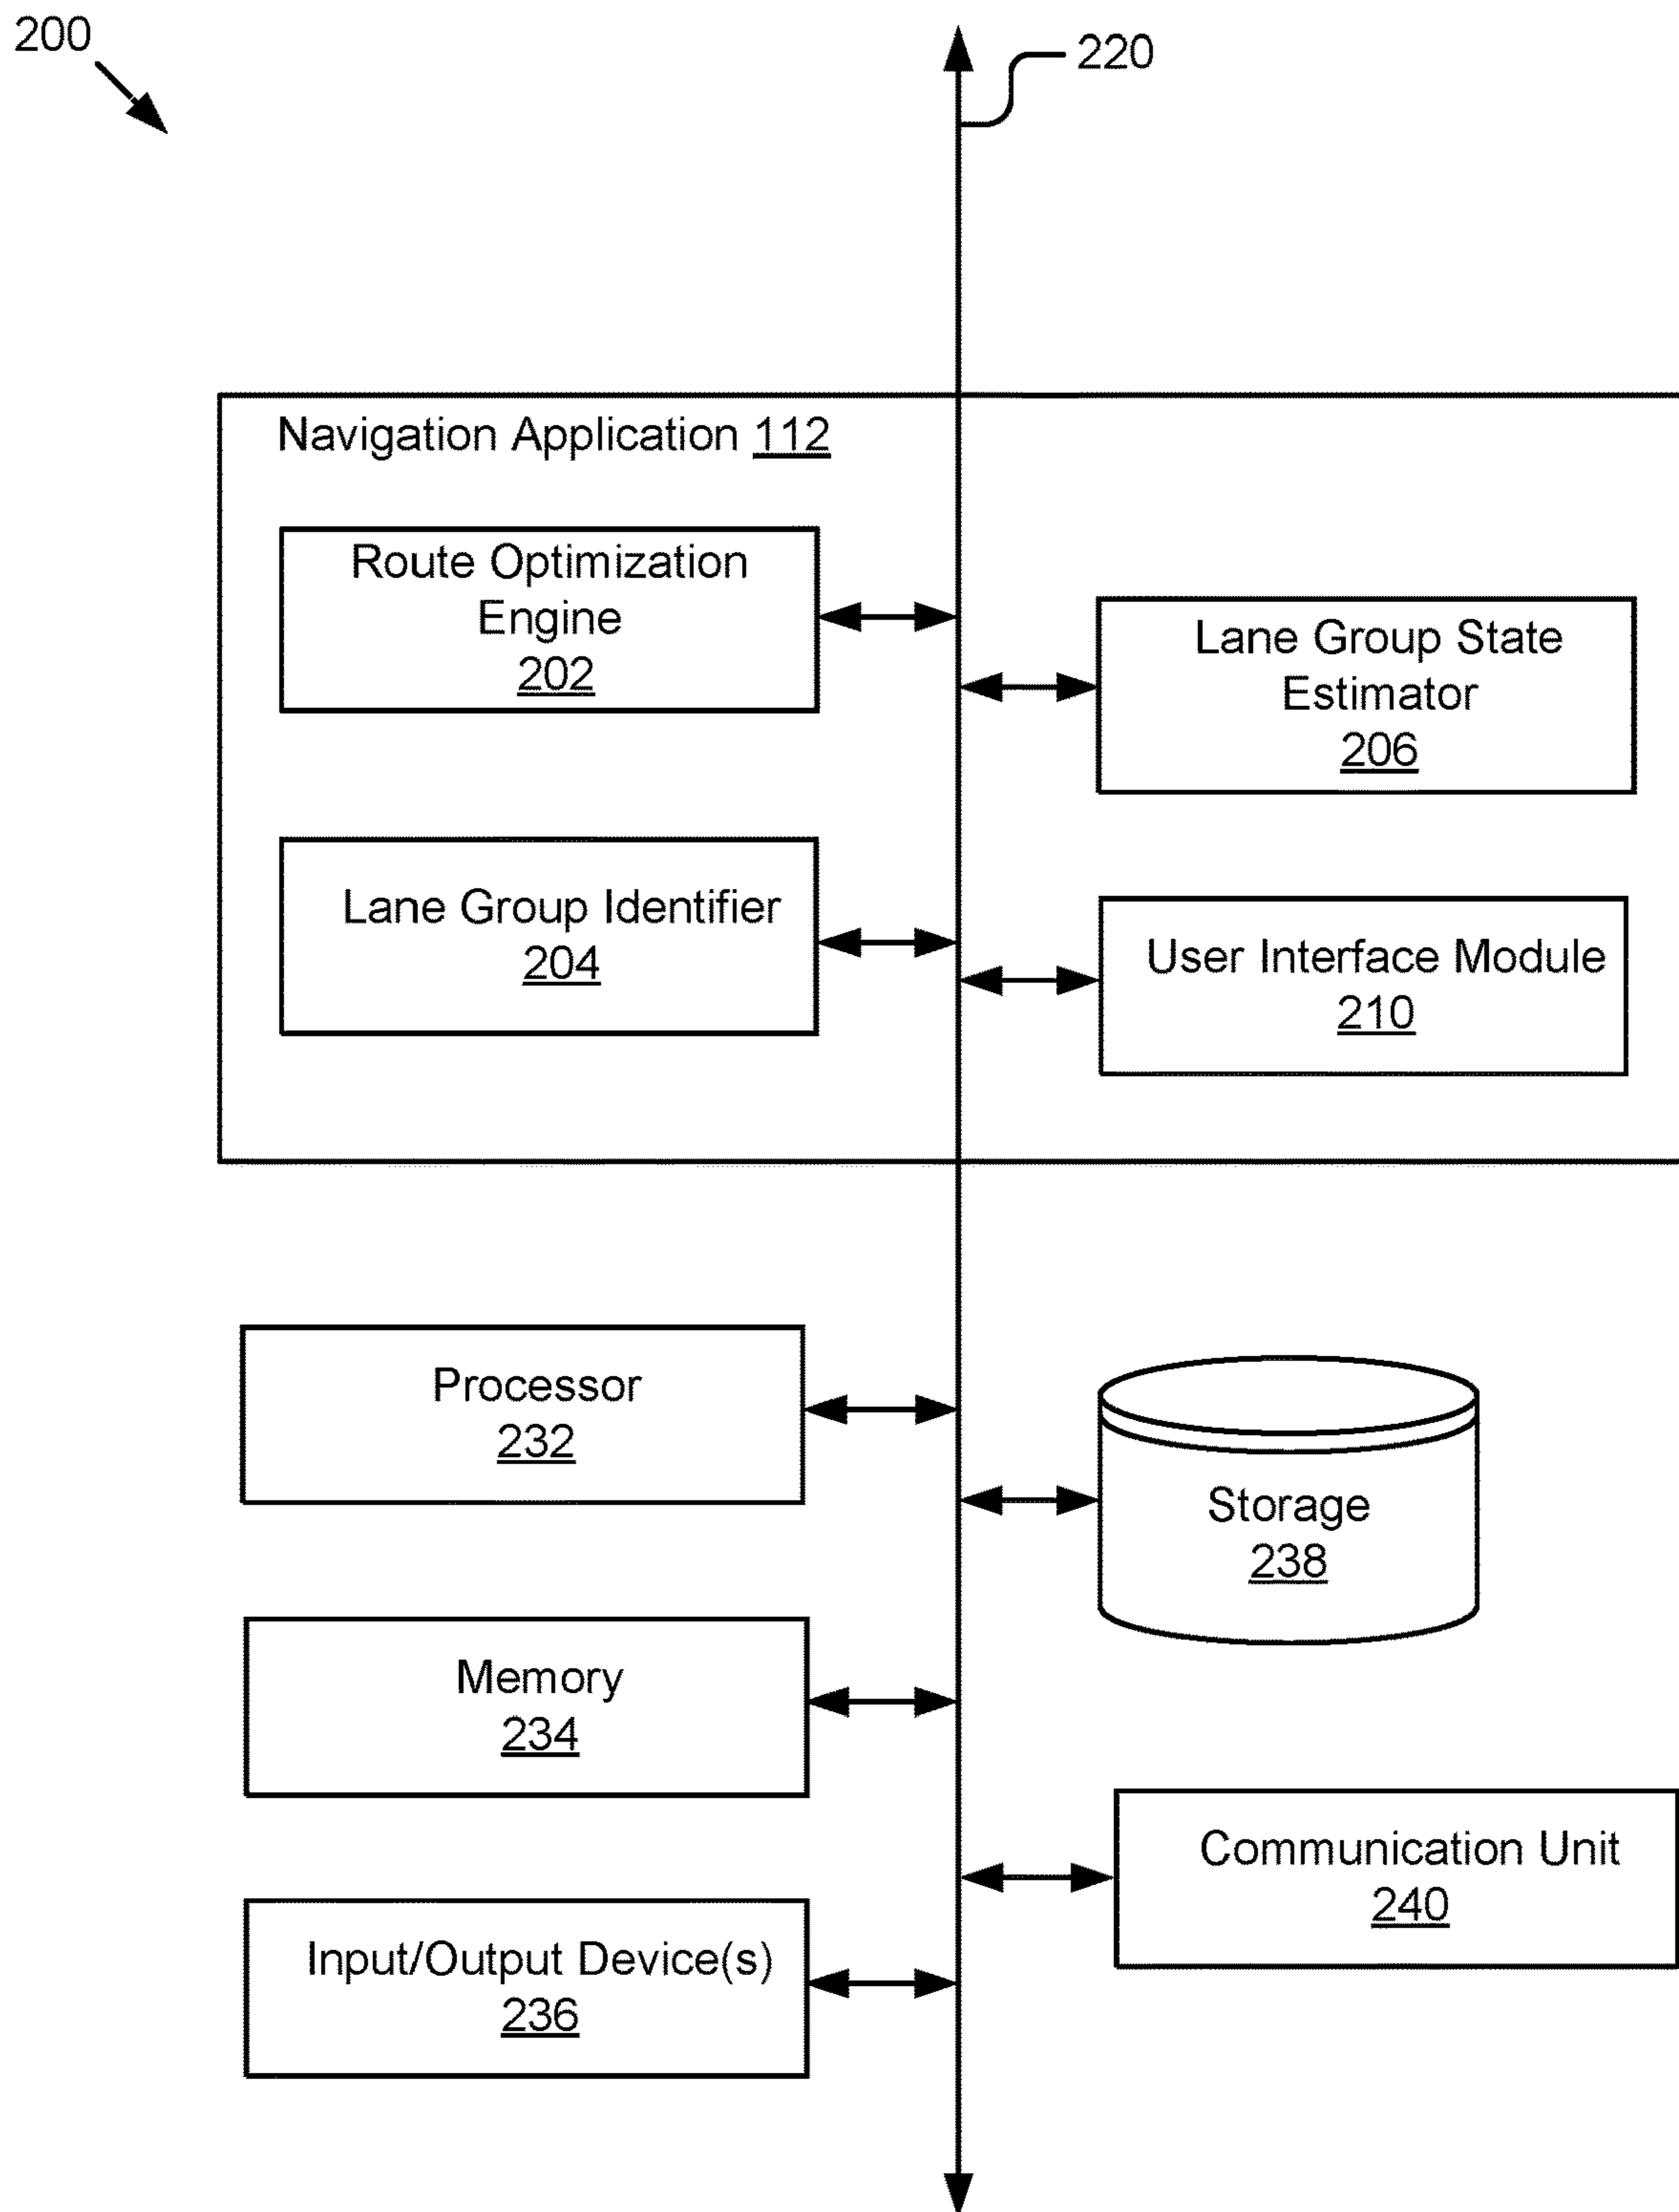 200
220
Navigation Application 112
Route Optimization
Engine
202
Lane Group State
Estimator
206
Lane Group Identifier
204
User Interface Module
210
Processor
232
Storage
238
Memory
234
Communication Unit
240
Input/Output Device(s)
236